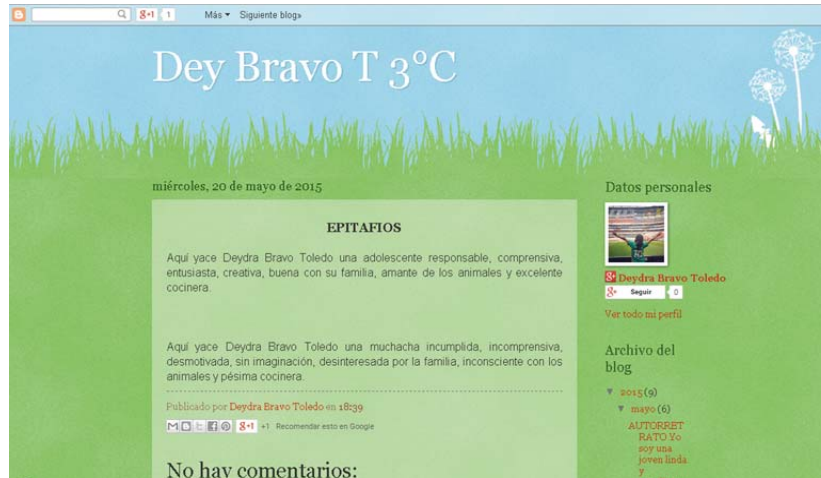 g+1 1 Más ▾ Siguiente blog»
Dey Bravo T 3°C
miércoles, 20 de mayo de 2015
EPITAFIOS
Aquí yace Deydra Bravo Toledo una adolescente responsable, comprensiva,
entusiasta, creativa, buena con su familia, amante de los animales y excelente
cocinera.
Aquí yace Deydra Bravo Toledo una muchacha incumplida, incomprensiva,
desmotivada, sin imaginación, desinteresada por la familia, inconsciente con los
animales y pésima cocinera.
Publicado por Deydra Bravo Toledo en 18:39
g+1 +1 Recomendar esto en Google
No hay comentarios:
Datos personales
Deydra Bravo Toledo
g+ Seguir 0
Ver todo mi perfil
Archivo del
blog
▼ 2015 (9)
▼ mayo (6)
AUTORRET
RATO Yo
soy una
joven linda.
y